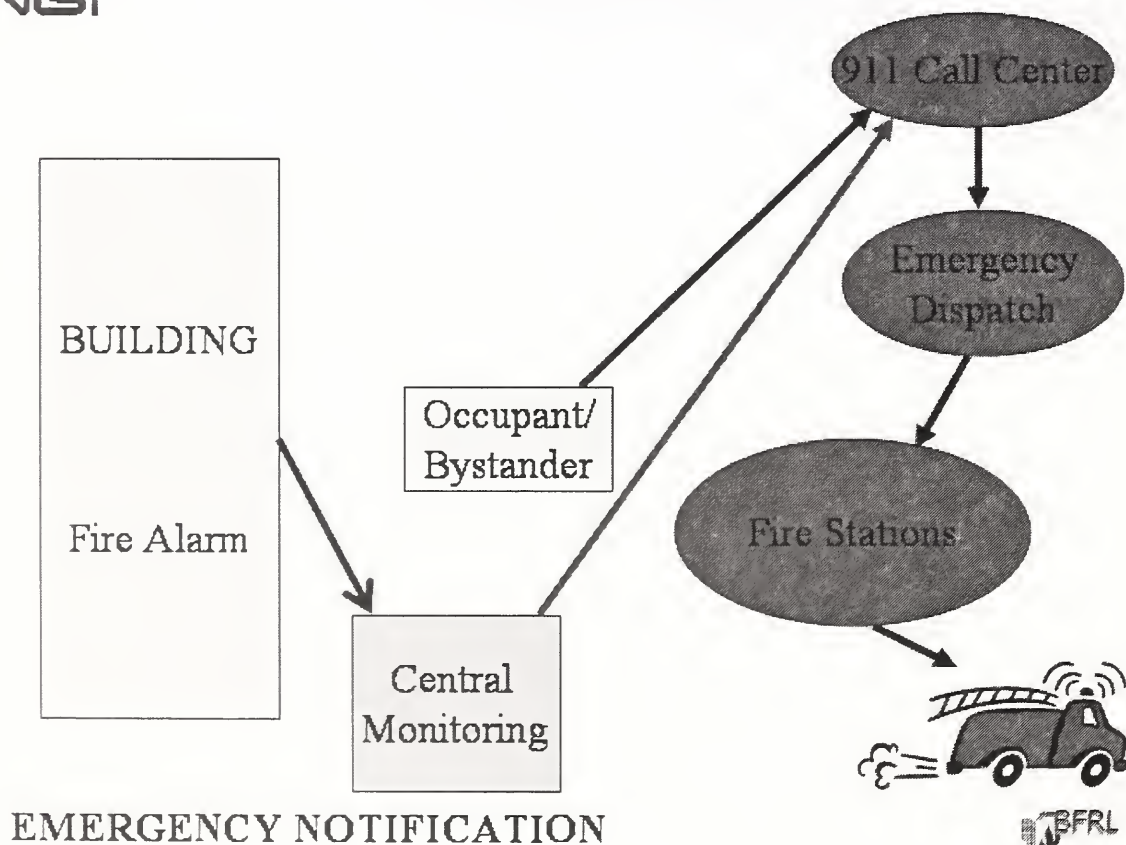 911 Call Center
Emergency
Dispatch
BUILDING
Occupant/
Bystander
Fire Alarm
Fire Stations
Central
Monitoring
EMERGENCY NOTIFICATION
BFRL